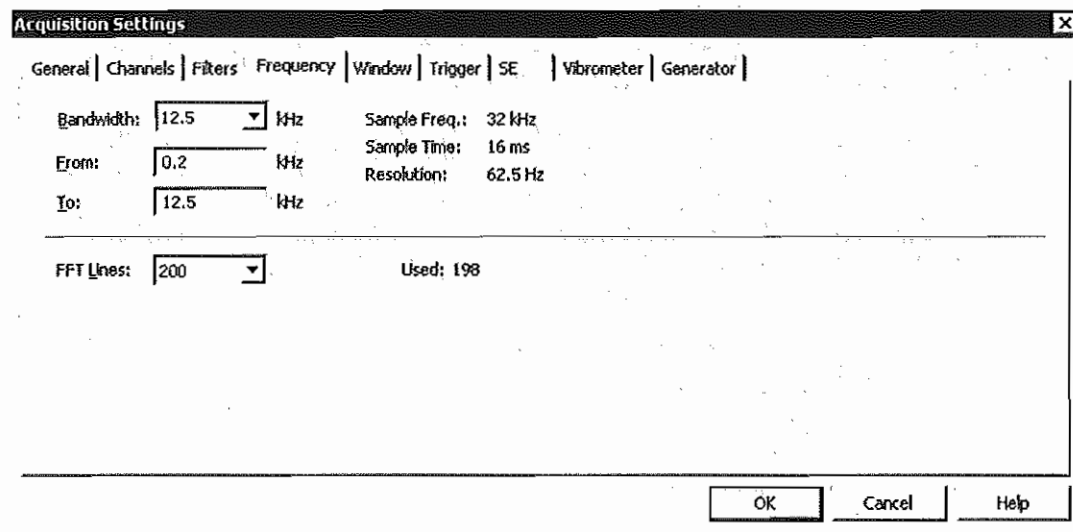 Acquisition Settings
General Channels Filters Frequency Window Trigger SE Vibrometer Generator
Bandwidth: 12.5 kHz Sample Freq.: 32 kHz
Sample Time: 16 ms
From: 0.2 kHz Resolution: 62.5 Hz
To: 12.5 kHz
FFT Lines: 200 Used: 198
OK Cancel Help